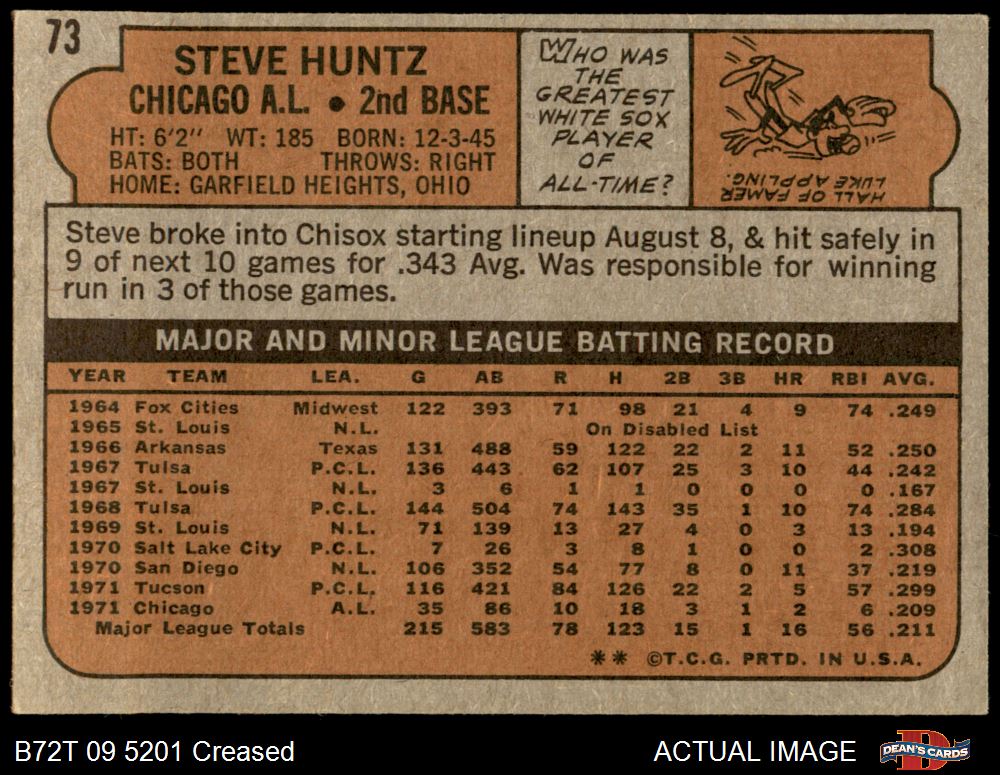 73
STEVE HUNTZ
CHICAGO A.L. • 2nd BASE
HT: 6'2" WT: 185 BORN: 12-3-45
BATS: BOTH THROWS: RIGHT
HOME: GARFIELD HEIGHTS, OHIO
WHO WAS
THE
GREATEST
WHITE SOX
PLAYER
OF
ALL-TIME?
HALL OF FAMER
LUKE APPLING.
Steve broke into Chisox starting lineup August 8, & hit safely in
9 of next 10 games for .343 Avg. Was responsible for winning
run in 3 of those games.
MAJOR AND MINOR LEAGUE BATTING RECORD
YEAR TEAM LEA. G AB R H 2B 3B HR RBI AVG.
1964 Fox Cities Midwest 122 393 71 98 21 4 9 74 .249
1965 St. Louis N.L. On Disabled List
1966 Arkansas Texas 131 488 59 122 22 2 11 52 .250
1967 Tulsa P.C.L. 136 443 62 107 25 3 10 44 .242
1967 St. Louis N.L. 3 6 1 1 0 0 0 0 .167
1968 Tulsa P.C.L. 144 504 74 143 35 1 10 74 .284
1969 St. Louis N.L. 71 139 13 27 4 0 3 13 .194
1970 Salt Lake City P.C.L. 7 26 3 8 1 0 0 2 .308
1970 San Diego N.L. 106 352 54 77 8 0 11 37 .219
1971 Tucson P.C.L. 116 421 84 126 22 2 5 57 .299
1971 Chicago A.L. 35 86 10 18 3 1 2 6 .209
Major League Totals 215 583 78 123 15 1 16 56 .211
** ©T.C.G. PRTD. IN U.S.A.
B72T 09 5201 Creased
ACTUAL IMAGE
D
DEAN'S CARDS